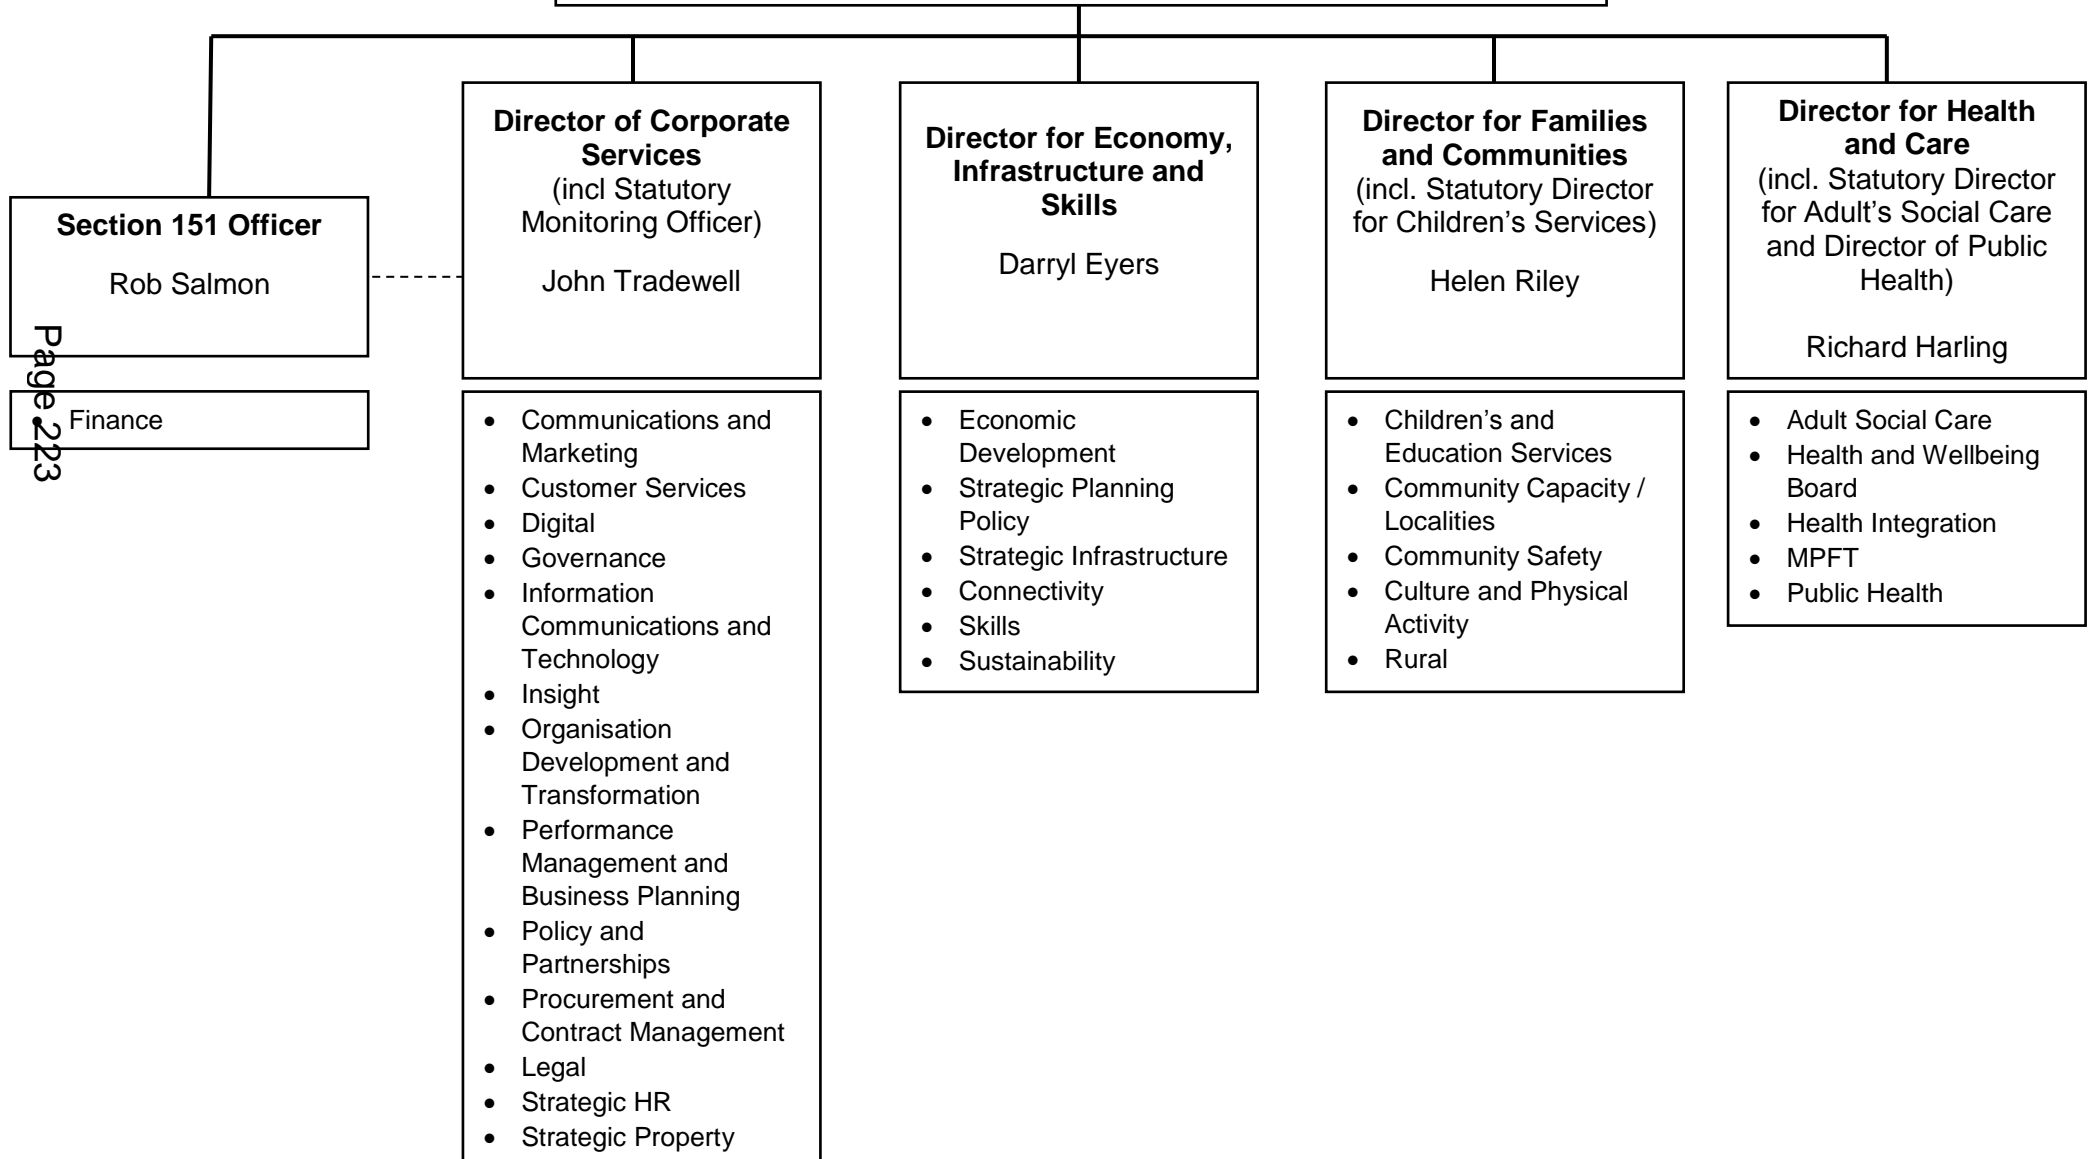 Section 151 Officer
Rob Salmon
Finance
Director of Corporate
Services
(incl Statutory
Monitoring Officer)
John Tradewell
Communications and
Marketing
Customer Services
Digital
Governance
Information
Communications and
Technology
Insight
Organisation
Development and
Transformation
Performance
Management and
Business Planning
Policy and
Partnerships
Procurement and
Contract Management
Legal
Strategic HR
Strategic Property
Director for Economy,
Infrastructure and
Skills
Darryl Eyers
Economic
Development
Strategic Planning
Policy
Strategic Infrastructure
Connectivity
Skills
Sustainability
Director for Families
and Communities
(incl. Statutory Director
for Children’s Services)
Helen Riley
Children’s and
Education Services
Community Capacity /
Localities
Community Safety
Culture and Physical
Activity
Rural
Director for Health
and Care
(incl. Statutory Director
for Adult’s Social Care
and Director of Public
Health)
Richard Harling
Adult Social Care
Health and Wellbeing
Board
Health Integration
MPFT
Public Health
Page 223